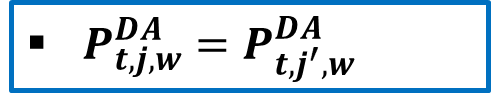 ▪ $P^{DA}_{t,j,w} = P^{DA}_{t,j',w}$